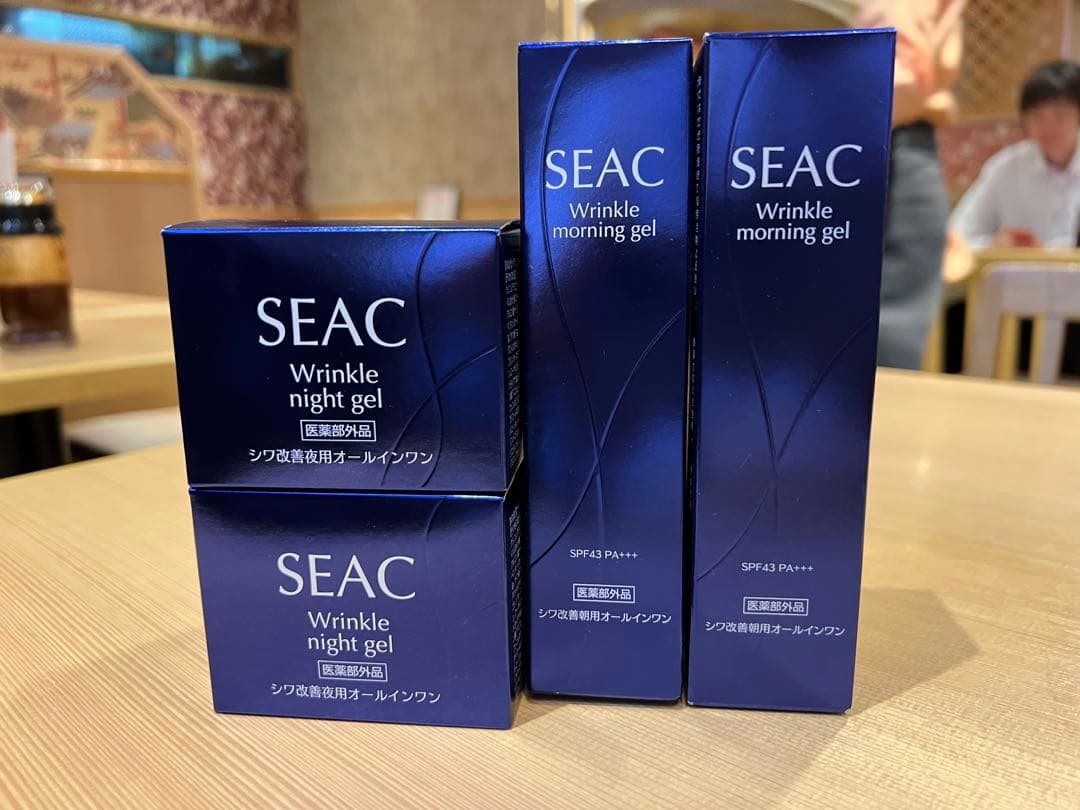 SEAC
Wrinkle
night gel
医薬部外品
シワ改善夜用オールインワン
SEAC
Wrinkle
night gel
医薬部外品
シワ改善夜用オールインワン
SEAC
Wrinkle
morning gel
SPF43 PA+++
医薬部外品
シワ改善朝用オールインワン
SEAC
Wrinkle
morning gel
SPF43 PA+++
医薬部外品
シワ改善朝用オールインワン